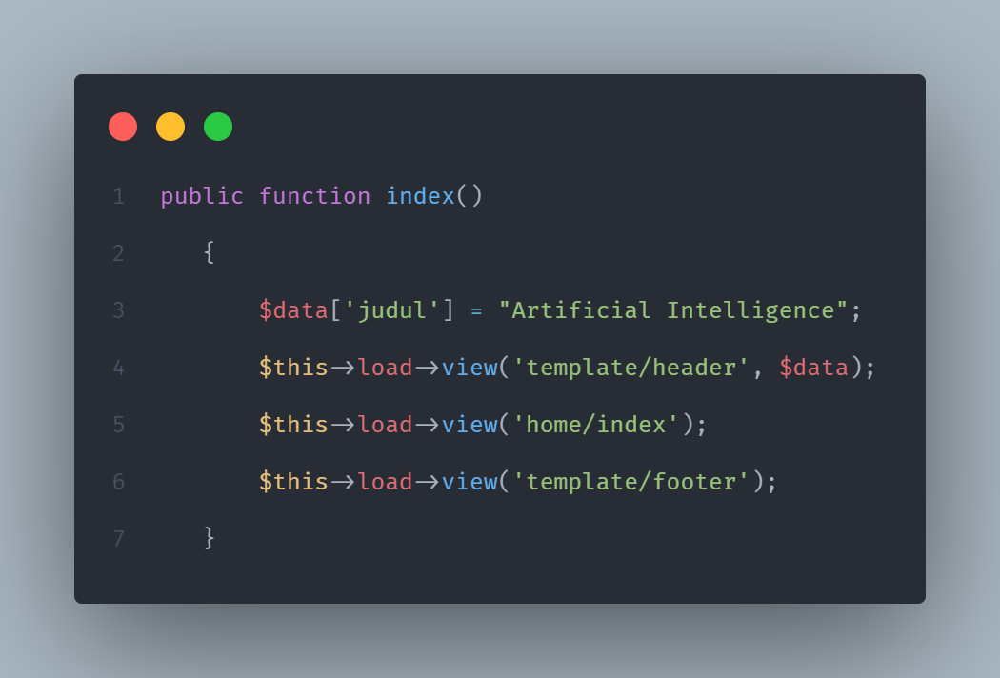 1 public function index()
2 {
3 $data['judul'] = "Artificial Intelligence";
4 $this->load->view('template/header', $data);
5 $this->load->view('home/index');
6 $this->load->view('template/footer');
7 }